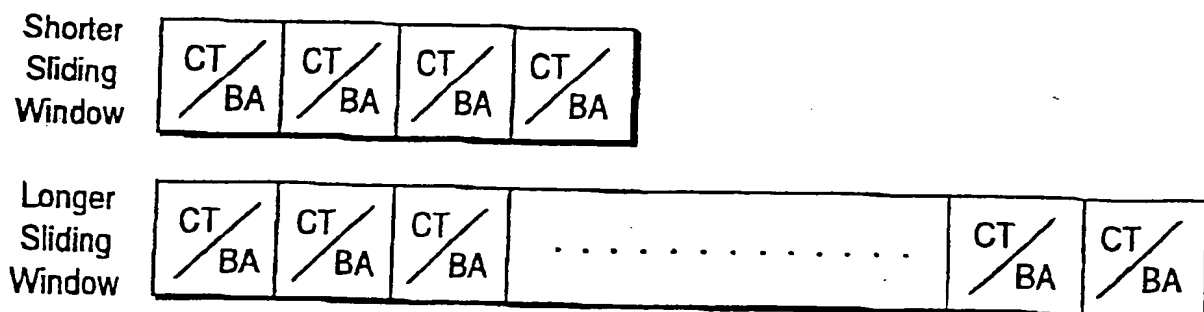 Shorter
Sliding
Window
CT/BA CT/BA CT/BA CT/BA
Longer
Sliding
Window
CT/BA CT/BA CT/BA . . . . . . . . . . . . . CT/BA CT/BA